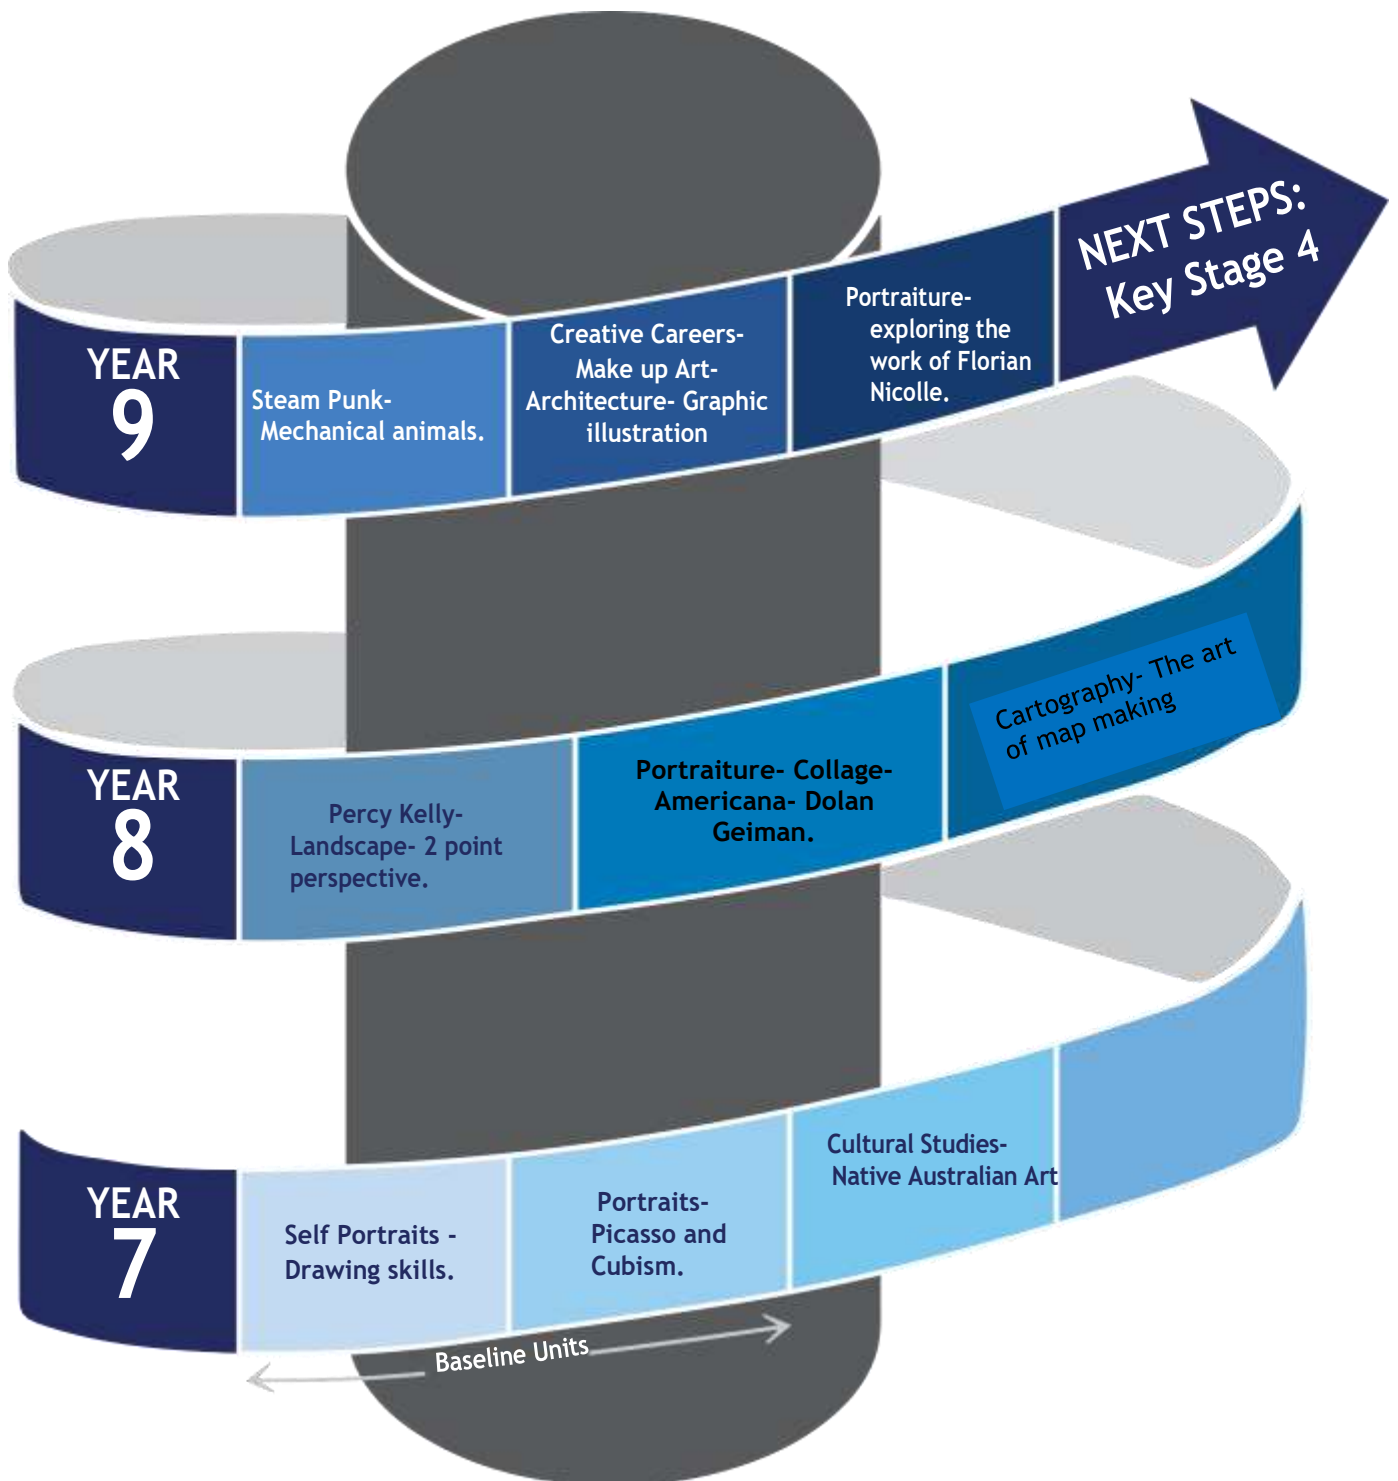 NEXT STEPS:
Key Stage 4
YEAR
9
Steam Punk-
Mechanical animals.
Creative Careers-
Make up Art-
Architecture- Graphic
illustration
Portraiture-
exploring the
work of Florian
Nicolle.
YEAR
8
Percy Kelly-
Landscape- 2 point
perspective.
Portraiture- Collage-
Americana- Dolan
Geiman.
Cartography- The art
of map making
YEAR
7
Self Portraits -
Drawing skills.
Portraits-
Picasso and
Cubism.
Cultural Studies-
Native Australian Art
Baseline Units